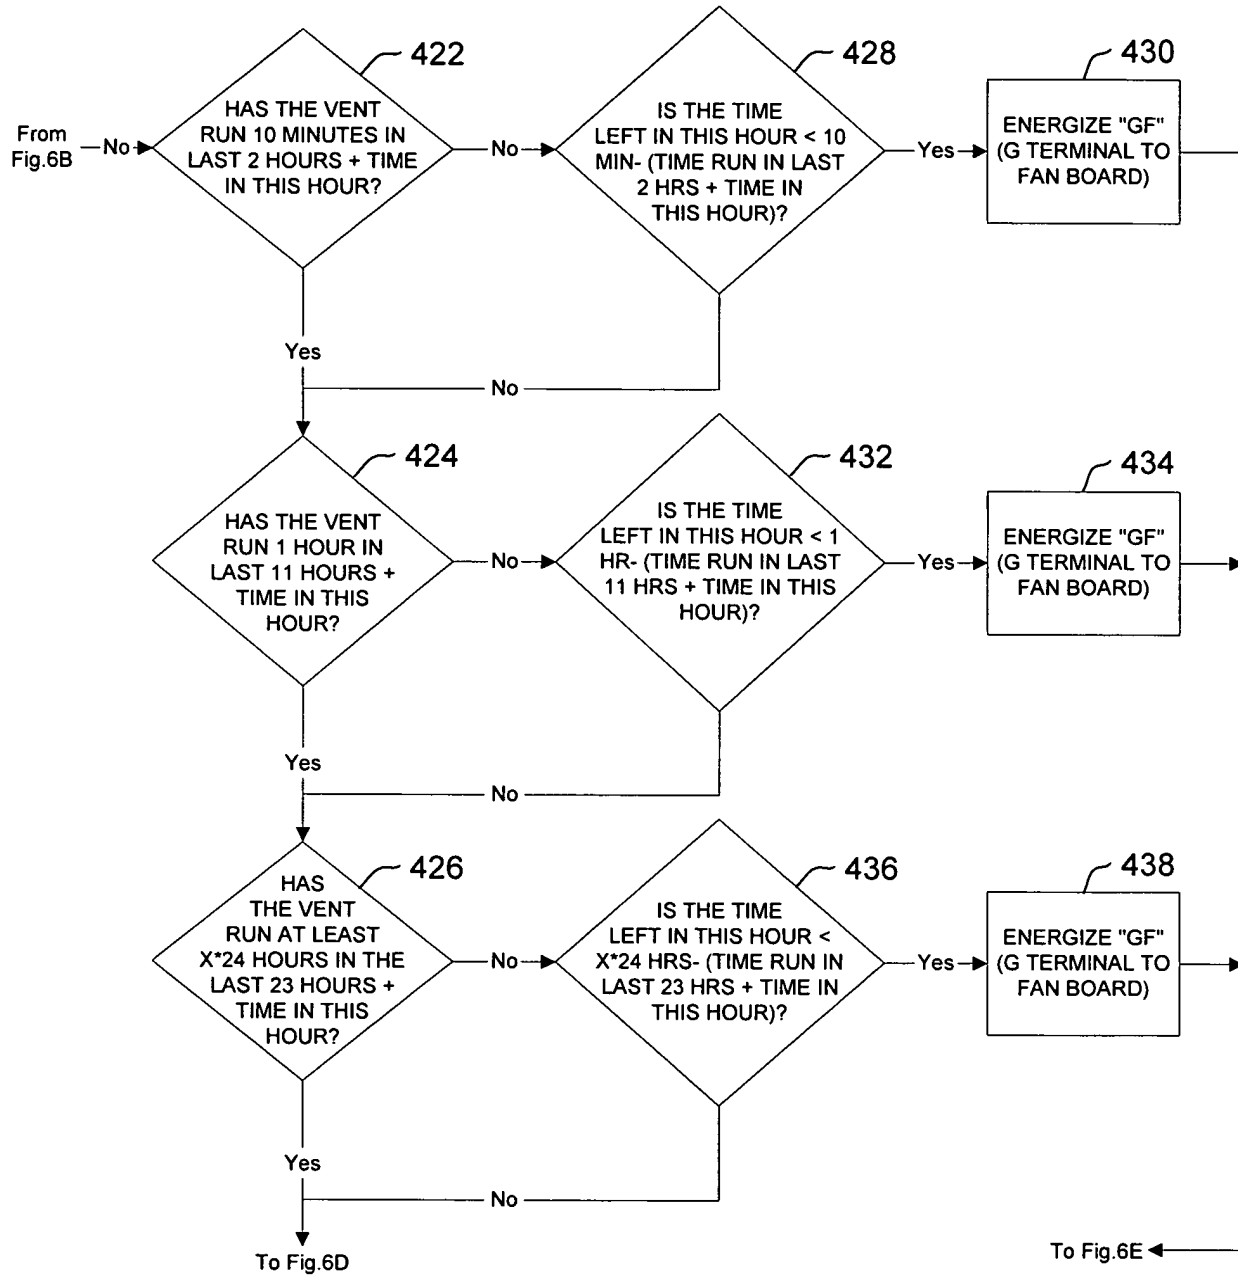 422
428
430
HAS THE VENT
RUN 10 MINUTES IN
LAST 2 HOURS + TIME
IN THIS HOUR?
IS THE TIME
LEFT IN THIS HOUR < 10
MIN- (TIME RUN IN LAST
2 HRS + TIME IN
THIS HOUR)?
ENERGIZE "GF"
(G TERMINAL TO
FAN BOARD)
From
Fig.6B
No
No
Yes
Yes
No
424
432
434
HAS THE VENT
RUN 1 HOUR IN
LAST 11 HOURS +
TIME IN THIS
HOUR?
No
IS THE TIME
LEFT IN THIS HOUR < 1
HR- (TIME RUN IN LAST
11 HRS + TIME IN THIS
HOUR)?
Yes
ENERGIZE "GF"
(G TERMINAL TO
FAN BOARD)
Yes
No
426
436
438
HAS
THE VENT
RUN AT LEAST
X*24 HOURS IN THE
LAST 23 HOURS +
TIME IN THIS
HOUR?
No
IS THE TIME
LEFT IN THIS HOUR <
X*24 HRS- (TIME RUN IN
LAST 23 HRS + TIME IN
THIS HOUR)?
Yes
ENERGIZE "GF"
(G TERMINAL TO
FAN BOARD)
Yes
No
To Fig.6D
To Fig.6E